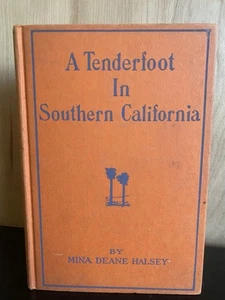 A Tenderfoot
In
Southern California
BY
MINA DEANE HALSEY